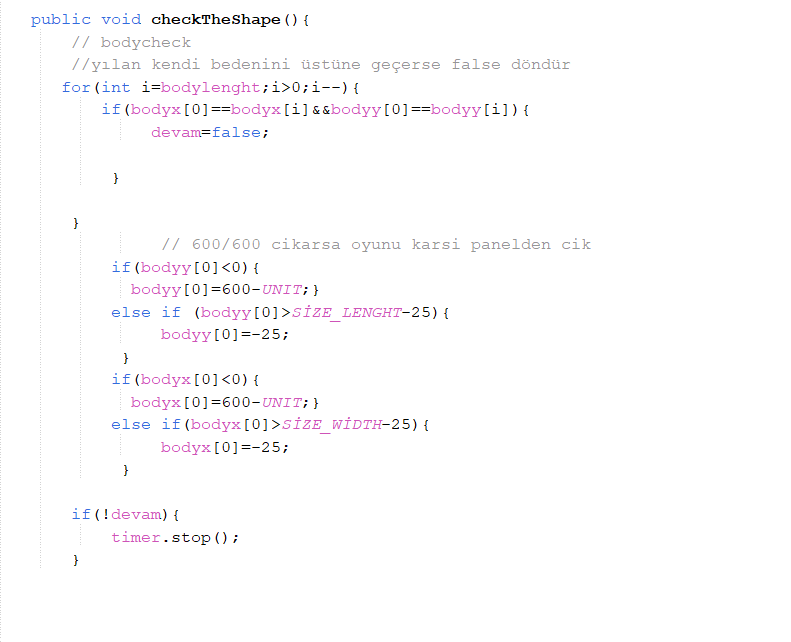 public void checkTheShape(){
// bodycheck
//yılan kendi bedenini üstüne geçerse false döndür
for(int i=bodylenght;i>0;i--){
if(bodyx[0]==bodyx[i]&&bodyy[0]==bodyy[i]){
devam=false;
}
}
// 600/600 cikarsa oyunu karsi panelden cik
if(bodyy[0]<0){
bodyy[0]=600-UNIT;}
else if (bodyy[0]>SİZE_LENGHT-25){
bodyy[0]=-25;
}
if(bodyx[0]<0){
bodyx[0]=600-UNIT;}
else if(bodyx[0]>SİZE_WİDTH-25){
bodyx[0]=-25;
}
if(!devam){
timer.stop();
}